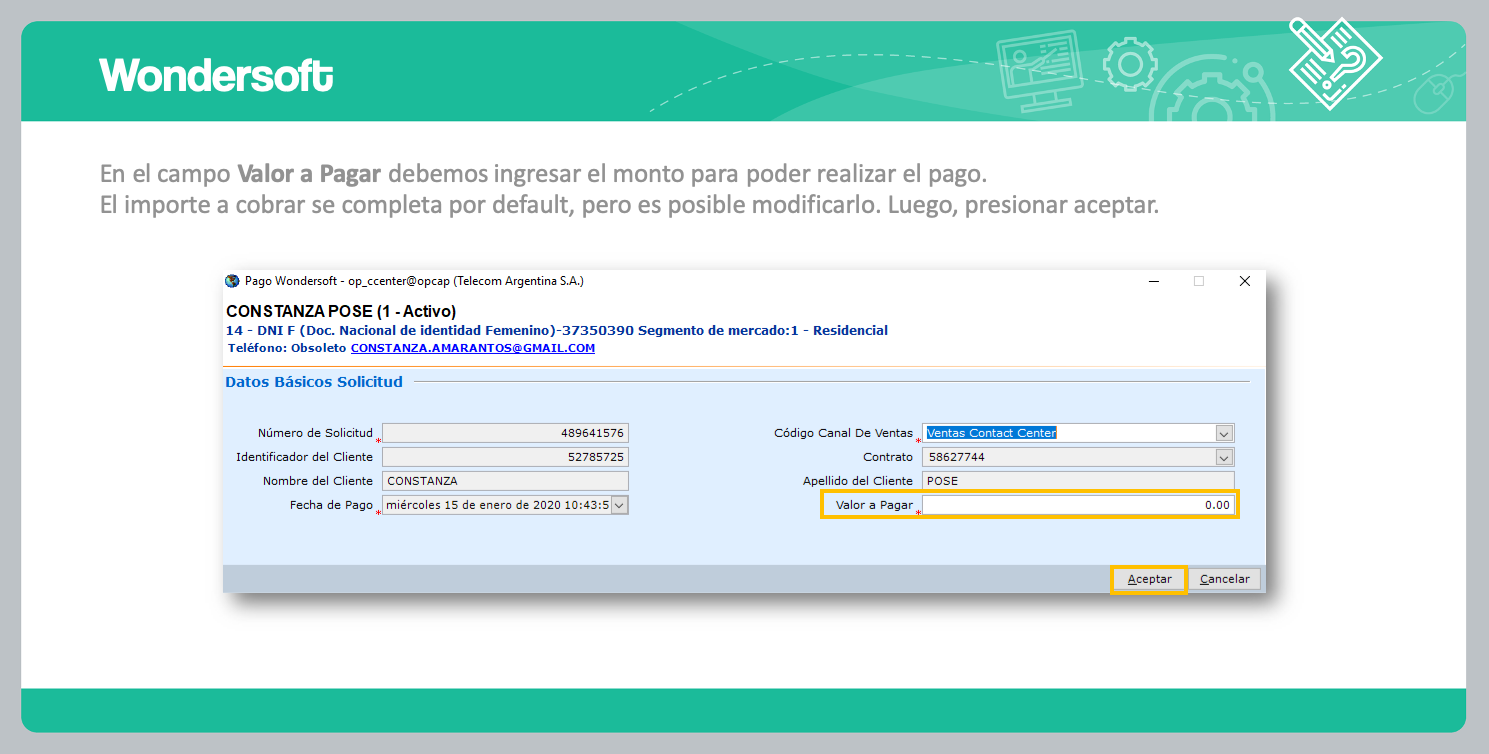 Wondersoft
En el campo Valor a Pagar debemos ingresar el monto para poder realizar el pago.
El importe a cobrar se completa por default, pero es posible modificarlo. Luego, presionar aceptar.
Pago Wondersoft - op_ccenter@opcap (Telecom Argentina S.A.)
CONSTANZA POSE (1 - Activo)
14 - DNI F (Doc. Nacional de identidad Femenino)-37350390 Segmento de mercado:1 - Residencial
Teléfono: Obsoleto CONSTANZA.AMARANTOS@GMAIL.COM
Datos Básicos Solicitud
Número de Solicitud * 489641576 Código Canal De Ventas * Ventas Contact Center
Identificador del Cliente 52785725 Contrato 58627744
Nombre del Cliente CONSTANZA Apellido del Cliente POSE
Fecha de Pago * miércoles 15 de enero de 2020 10:43:5 Valor a Pagar * 0.00
Aceptar Cancelar